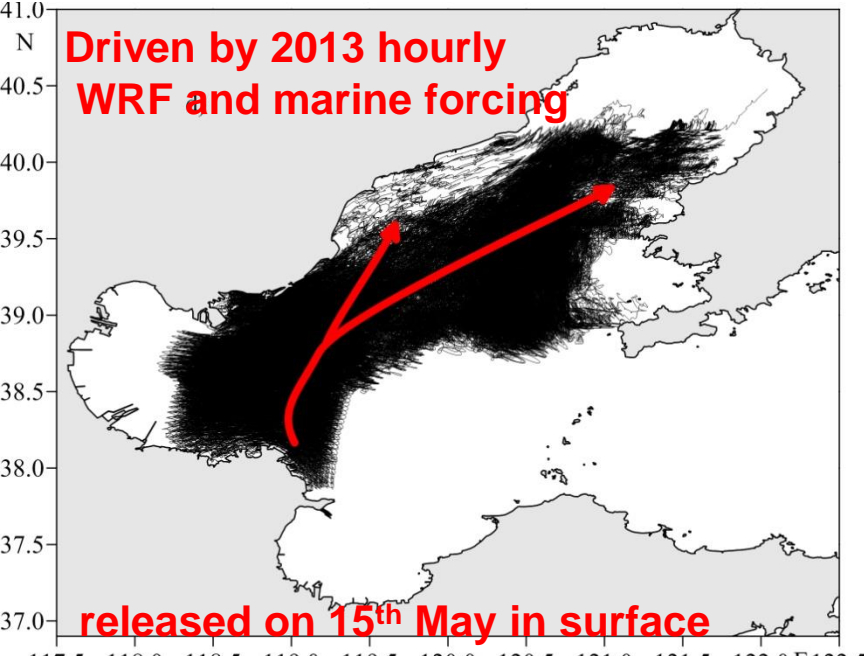 41.0
N
Driven by 2013 hourly
WRF and marine forcing
40.5
40.0
39.5
39.0
38.5
38.0
37.5
37.0
released on 15th May in surface